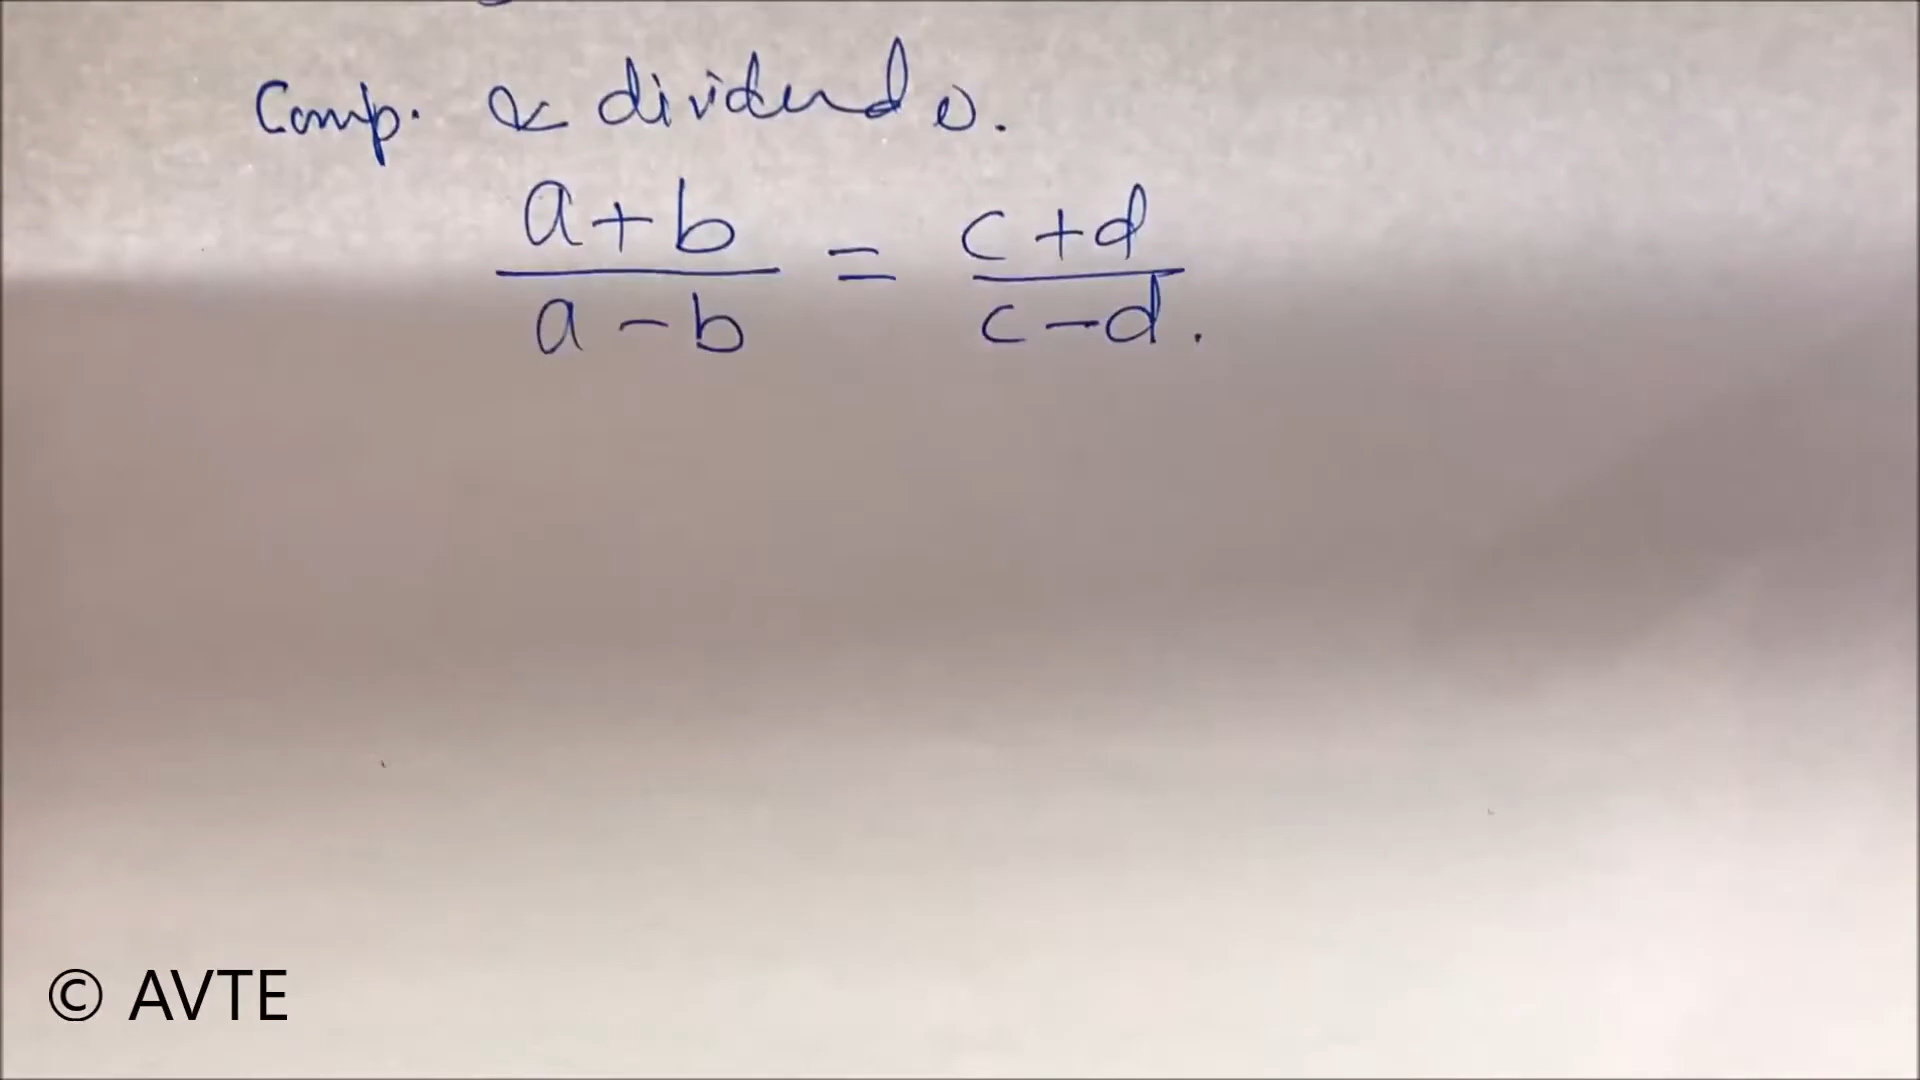 Comp. & dividendo.
a+b / a-b = c+d / c-d.
© AVTE